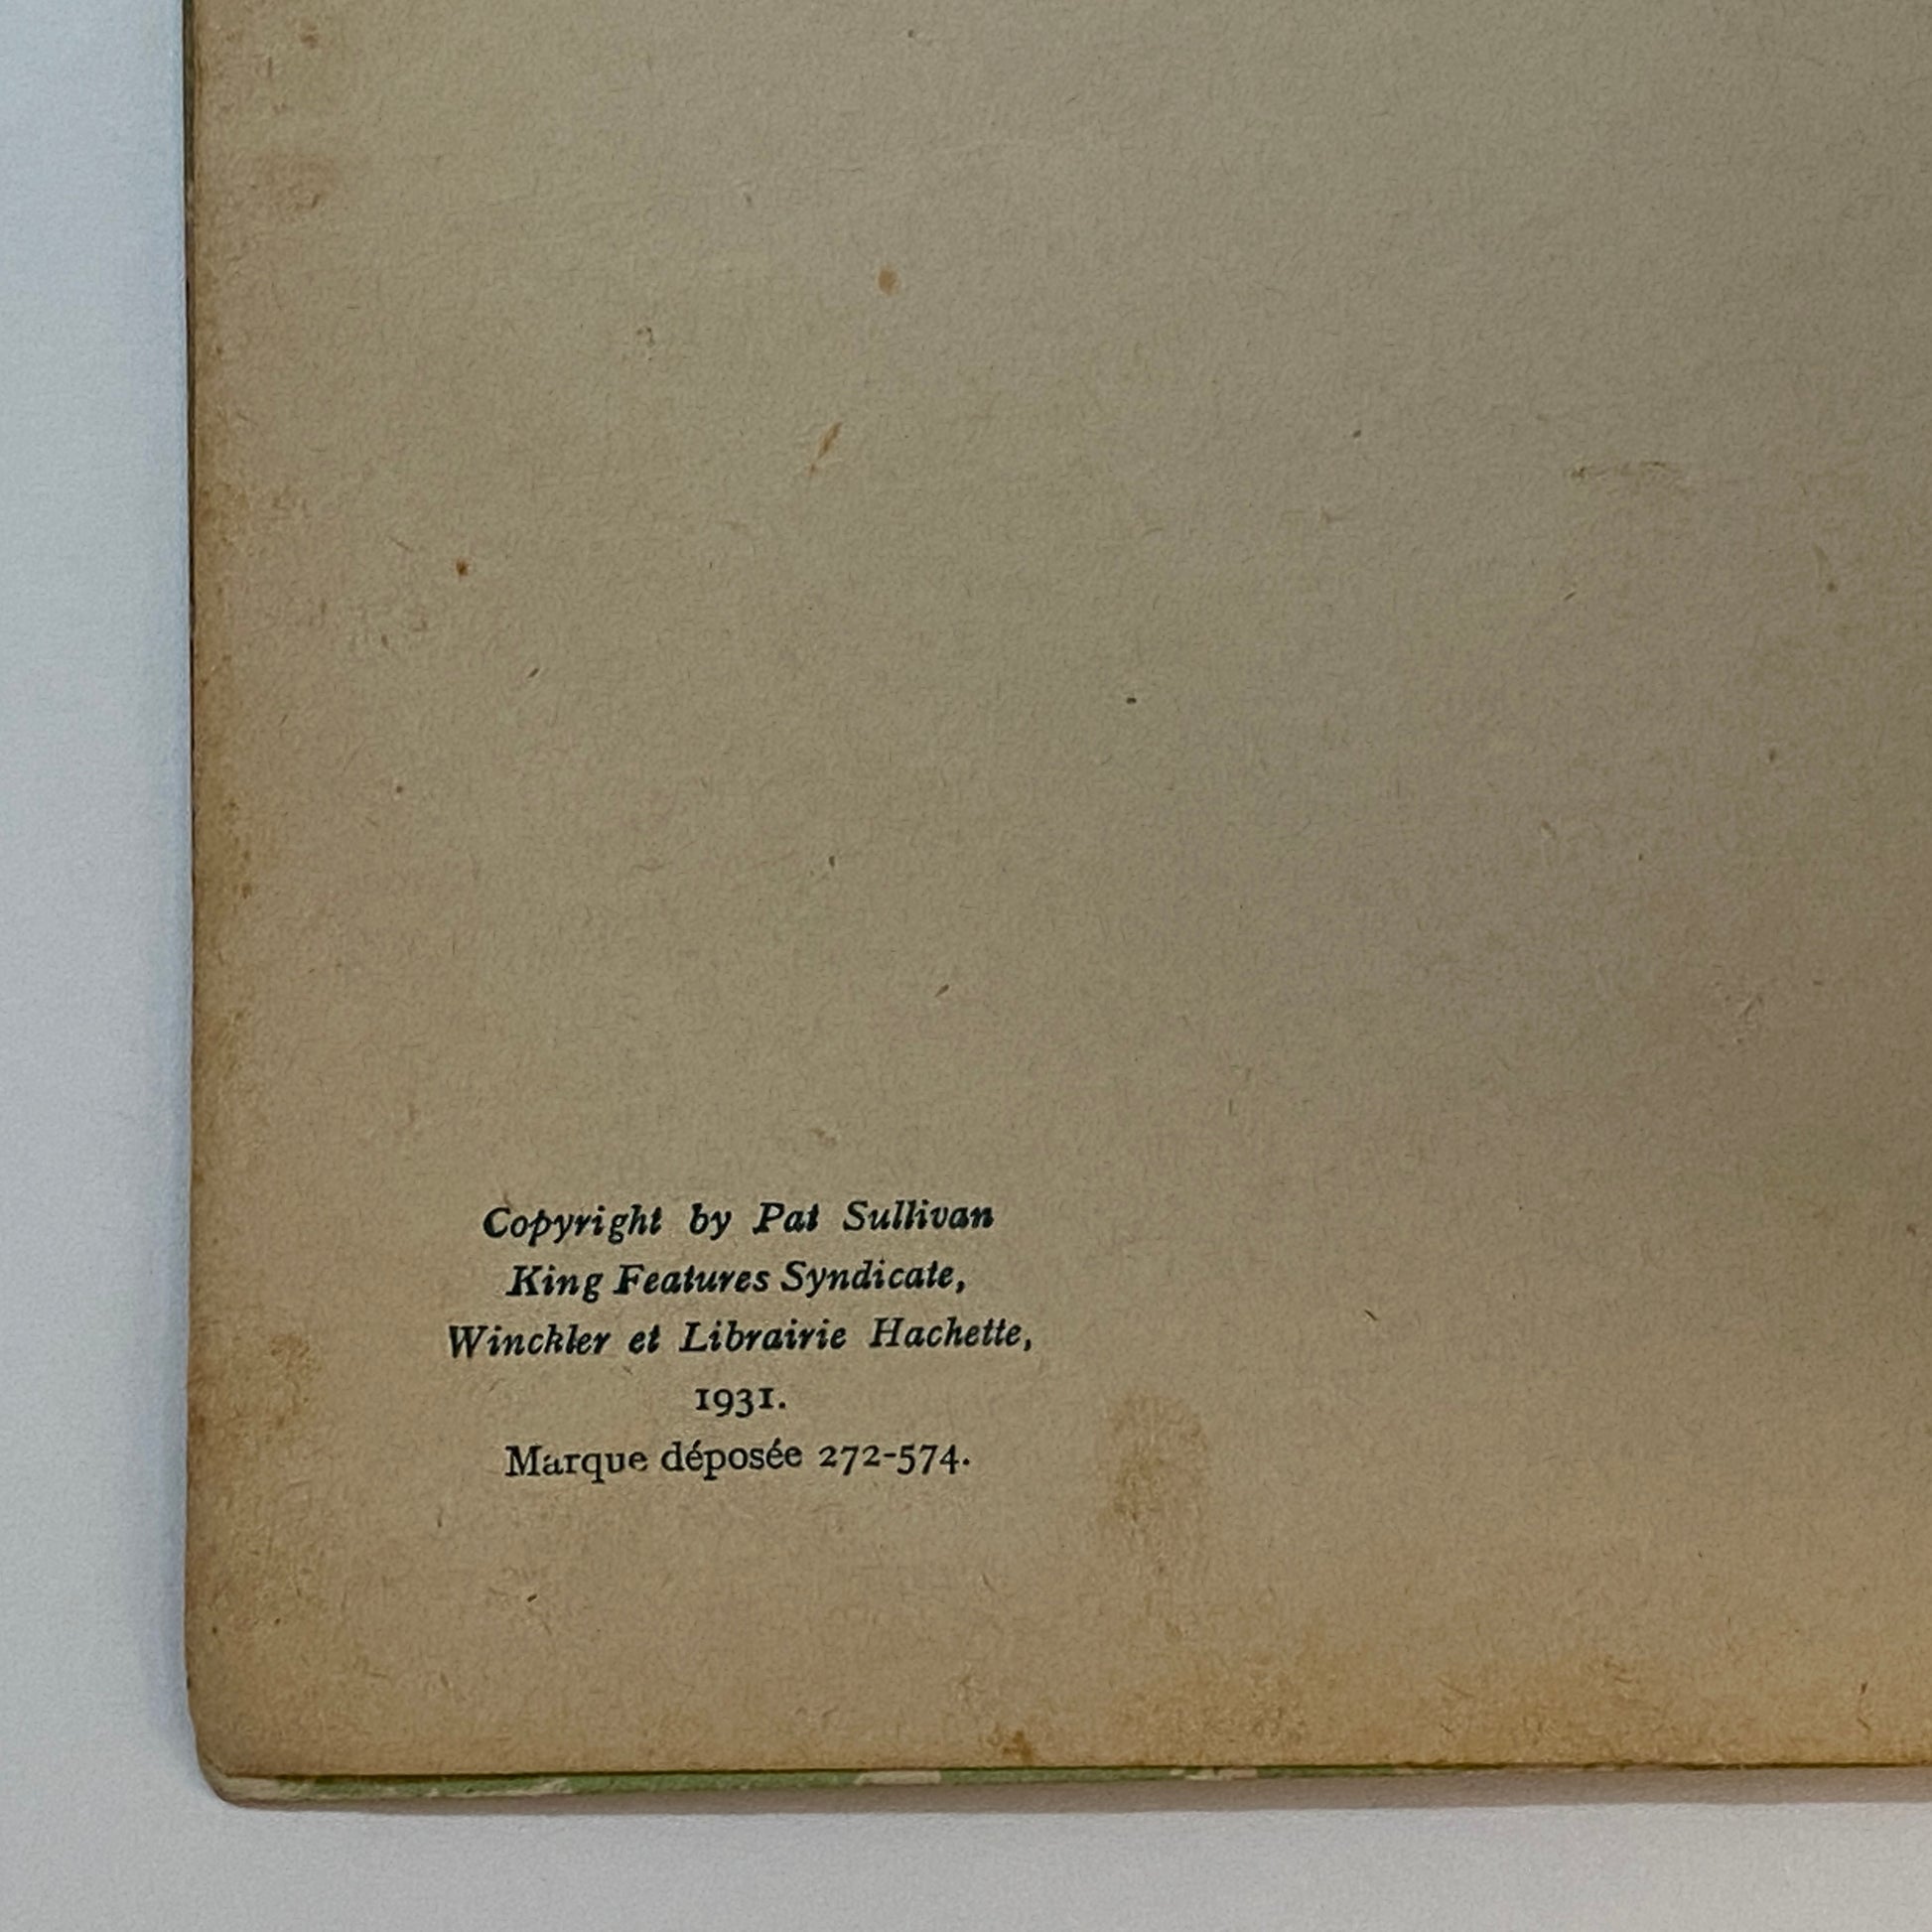 Copyright by Pat Sullivan
King Features Syndicate,
Winckler et Librairie Hachette,
1931.
Marque déposée 272-574.